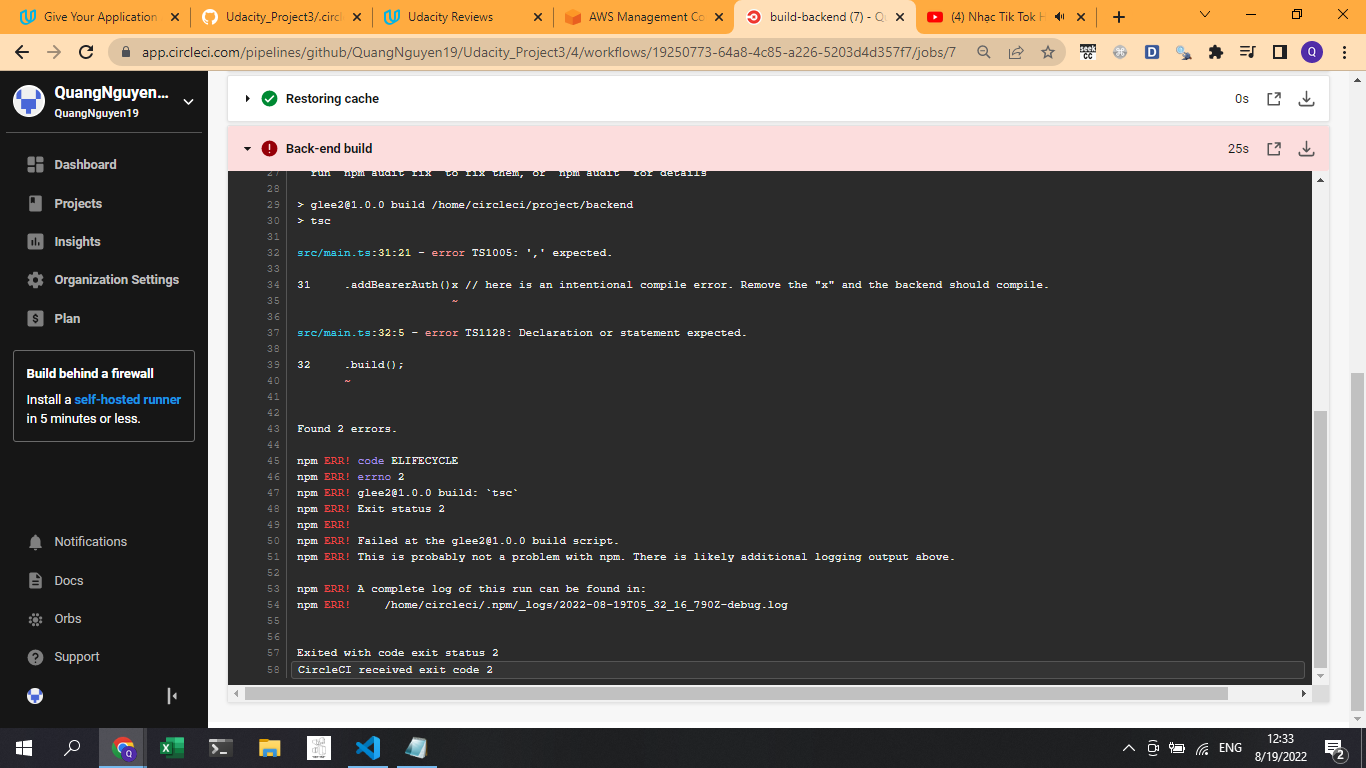 Give Your Application
Udacity_Project3/.circ
Udacity Reviews
AWS Management Co
build-backend (7) - Q
(4) Nhạc Tik Tok H
app.circleci.com/pipelines/github/QuangNguyen19/Udacity_Project3/4/workflows/19250773-64a8-4c85-a226-5203d4d357f7/jobs/7
seek
CC
D
Q
QuangNguyen...
QuangNguyen19
Dashboard
Projects
Insights
Organization Settings
Plan
Build behind a firewall
Install a self-hosted runner
in 5 minutes or less.
Notifications
Docs
Orbs
Support
Restoring cache
0s
Back-end build
25s
27 run `npm audit fix` to fix them, or `npm audit` for details
28
29 > glee2@1.0.0 build /home/circleci/project/backend
30 > tsc
31
32 src/main.ts:31:21 - error TS1005: ',' expected.
33
34 31     .addBearerAuth()x // here is an intentional compile error. Remove the "x" and the backend should compile.
35 ~
36
37 src/main.ts:32:5 - error TS1128: Declaration or statement expected.
38
39 32     .build();
40 ~
41
42
43 Found 2 errors.
44
45 npm ERR! code ELIFECYCLE
46 npm ERR! errno 2
47 npm ERR! glee2@1.0.0 build: `tsc`
48 npm ERR! Exit status 2
49 npm ERR!
50 npm ERR! Failed at the glee2@1.0.0 build script.
51 npm ERR! This is probably not a problem with npm. There is likely additional logging output above.
52
53 npm ERR! A complete log of this run can be found in:
54 npm ERR!     /home/circleci/.npm/_logs/2022-08-19T05_32_16_790Z-debug.log
55
56
57 Exited with code exit status 2
58 CircleCI received exit code 2
ENG
12:33
8/19/2022
2